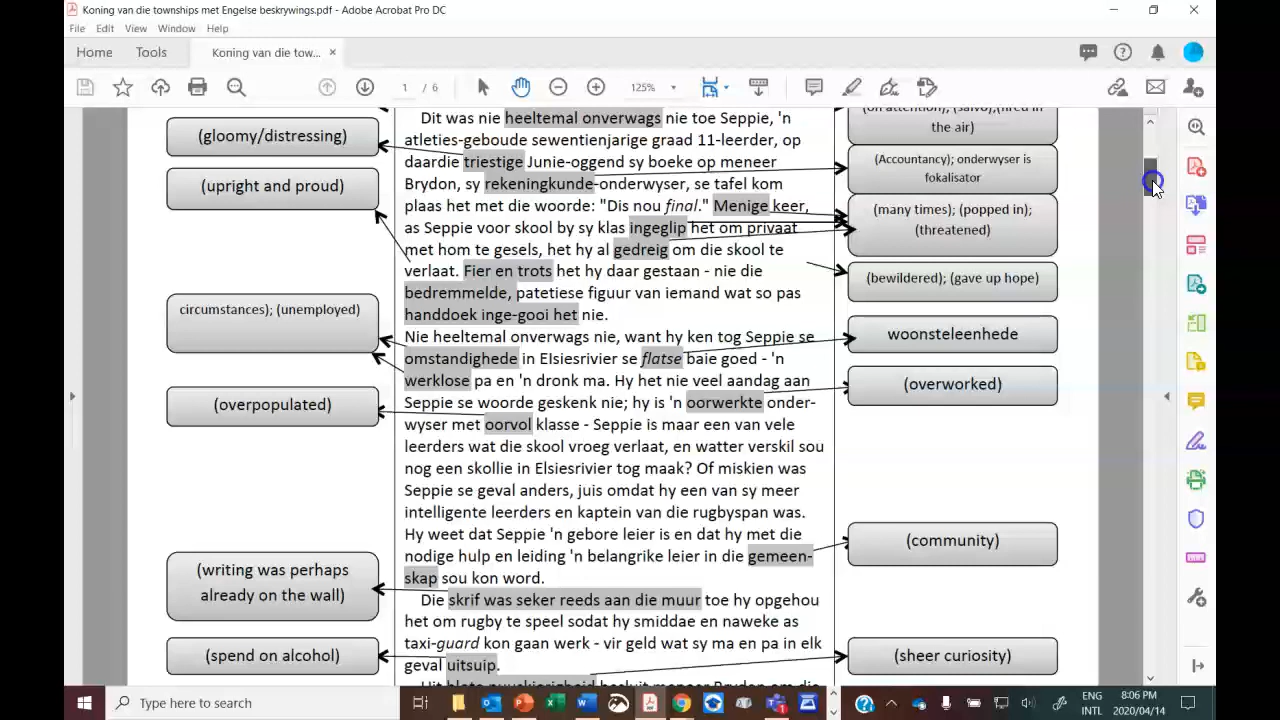 Koning van die townships met Engelse beskrywings.pdf - Adobe Acrobat Pro DC
File Edit View Window Help
Home Tools Koning van die tow... ×
1 / 6 125%
(gloomy/distressing)
(upright and proud)
circumstances); (unemployed)
(overpopulated)
(writing was perhaps
already on the wall)
(spend on alcohol)
Dit was nie heeltemal onverwags nie toe Seppie, 'n
atleties-geboude sewentienjarige graad 11-leerder, op
daardie triestige Junie-oggend sy boeke op meneer
Brydon, sy rekeningkunde-onderwyser, se tafel kom
plaas het met die woorde: "Dis nou final." Menige keer,
as Seppie voor skool by sy klas ingeglip het om privaat
met hom te gesels, het hy al gedreig om die skool te
verlaat. Fier en trots het hy daar gestaan - nie die
bedremmelde, patetiese figuur van iemand wat so pas
handdoek inge-gooi het nie.
Nie heeltemal onverwags nie, want hy ken tog Seppie se
omstandighede in Elsiesrivier se flatse baie goed - 'n
werklose pa en 'n dronk ma. Hy het nie veel aandag aan
Seppie se woorde geskenk nie; hy is 'n oorwerkte onder-
wyser met oorvol klasse - Seppie is maar een van vele
leerders wat die skool vroeg verlaat, en watter verskil sou
nog een skollie in Elsiesrivier tog maak? Of miskien was
Seppie se geval anders, juis omdat hy een van sy meer
intelligente leerders en kaptein van die rugbyspan was.
Hy weet dat Seppie 'n gebore leier is en dat hy met die
nodige hulp en leiding 'n belangrike leier in die gemeen-
skap sou kon word.
Die skrif was seker reeds aan die muur toe hy opgehou
het om rugby te speel sodat hy smiddae en naweke as
taxi-guard kon gaan werk - vir geld wat sy ma en pa in elk
geval uitsuip.
Uit blote nuuskierigheid besluit meneer Brydon om die
the air)
(Accountancy); onderwyser is
fokalisator
(many times); (popped in);
(threatened)
(bewildered); (gave up hope)
woonsteleenhede
(overworked)
(community)
(sheer curiosity)
Type here to search
ENG
INTL
8:06 PM
2020/04/14